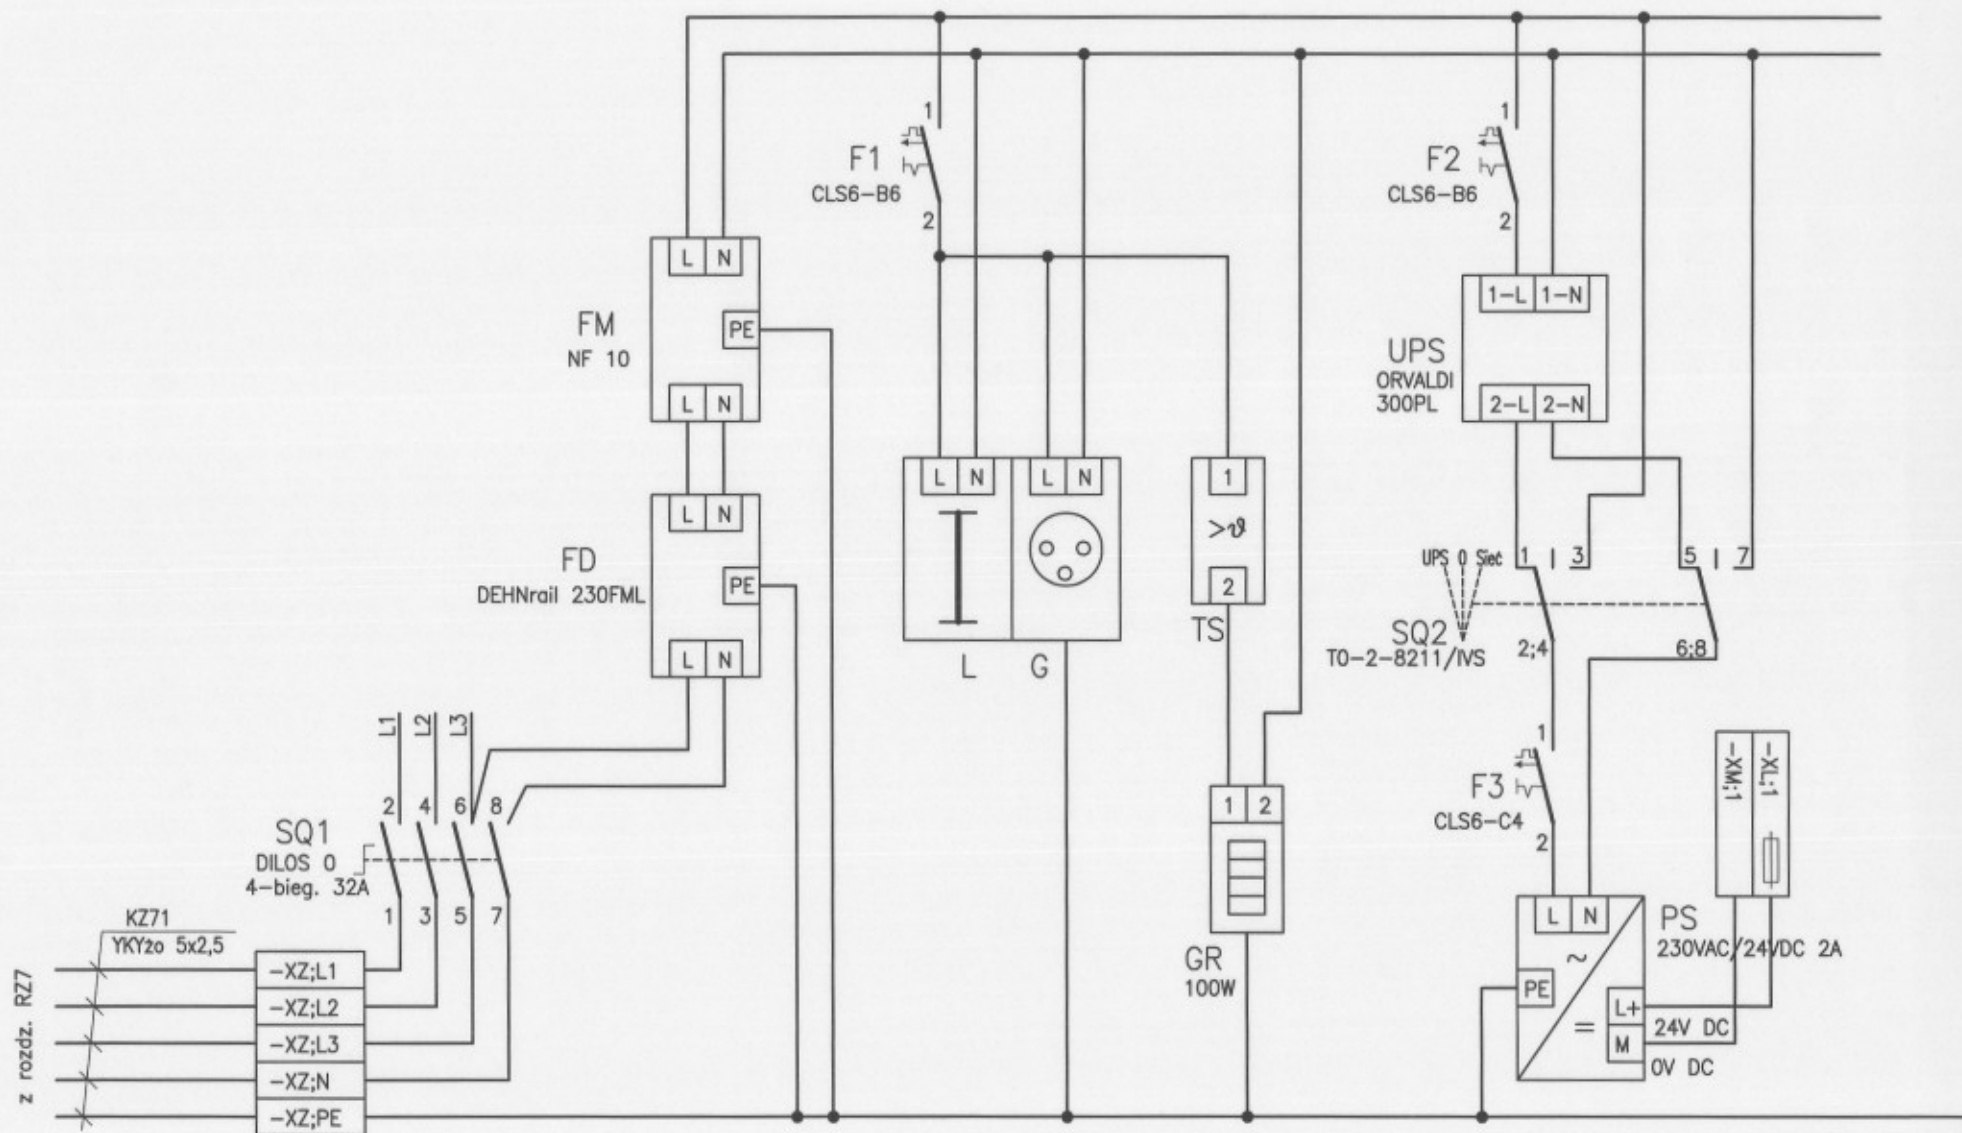 1
F1
CLS6-B6
2
1
F2
CLS6-B6
2
L N
FM
NF 10
PE
L N
1-L 1-N
UPS
ORVALDI
300PL
2-L 2-N
L N
FD
DEHNrail 230FML
PE
L N
L N L N
L G
1
>ϑ
2
TS
UPS 0 Sieć
1 3 5 7
SQ2
T0-2-8211/IVS
2;4 6;8
L1 L2 L3
2 4 6 8
SQ1
DILOS 0
4-bieg. 32A
1 3 5 7
1 2
GR
100W
1
F3
CLS6-C4
2
-XM;1
-XL;1
L N
PS
230VAC/24VDC 2A
~
PE
=
L+
24V DC
M
0V DC
KZ71
YKYżo 5x2,5
z rozdz. RZ7
-XZ;L1
-XZ;L2
-XZ;L3
-XZ;N
-XZ;PE